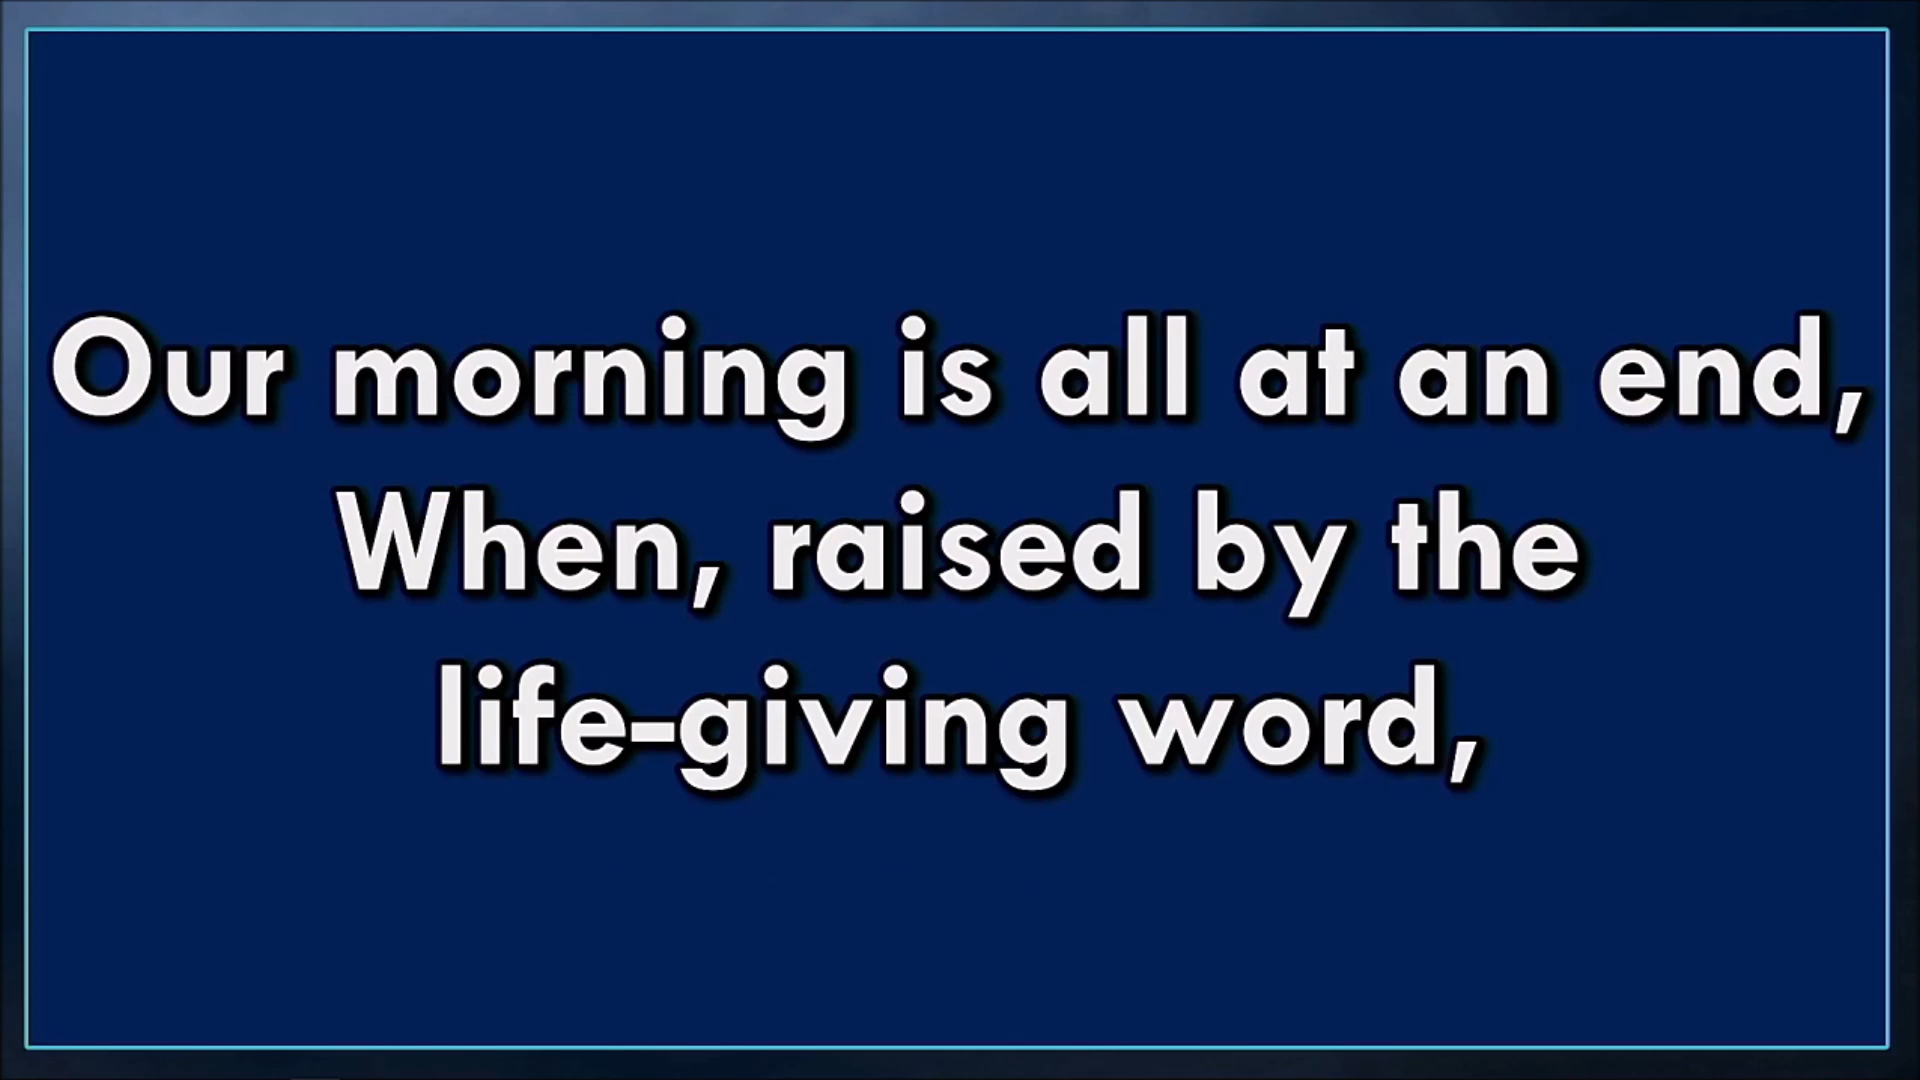 Our morning is all at an end,
When, raised by the
life-giving word,